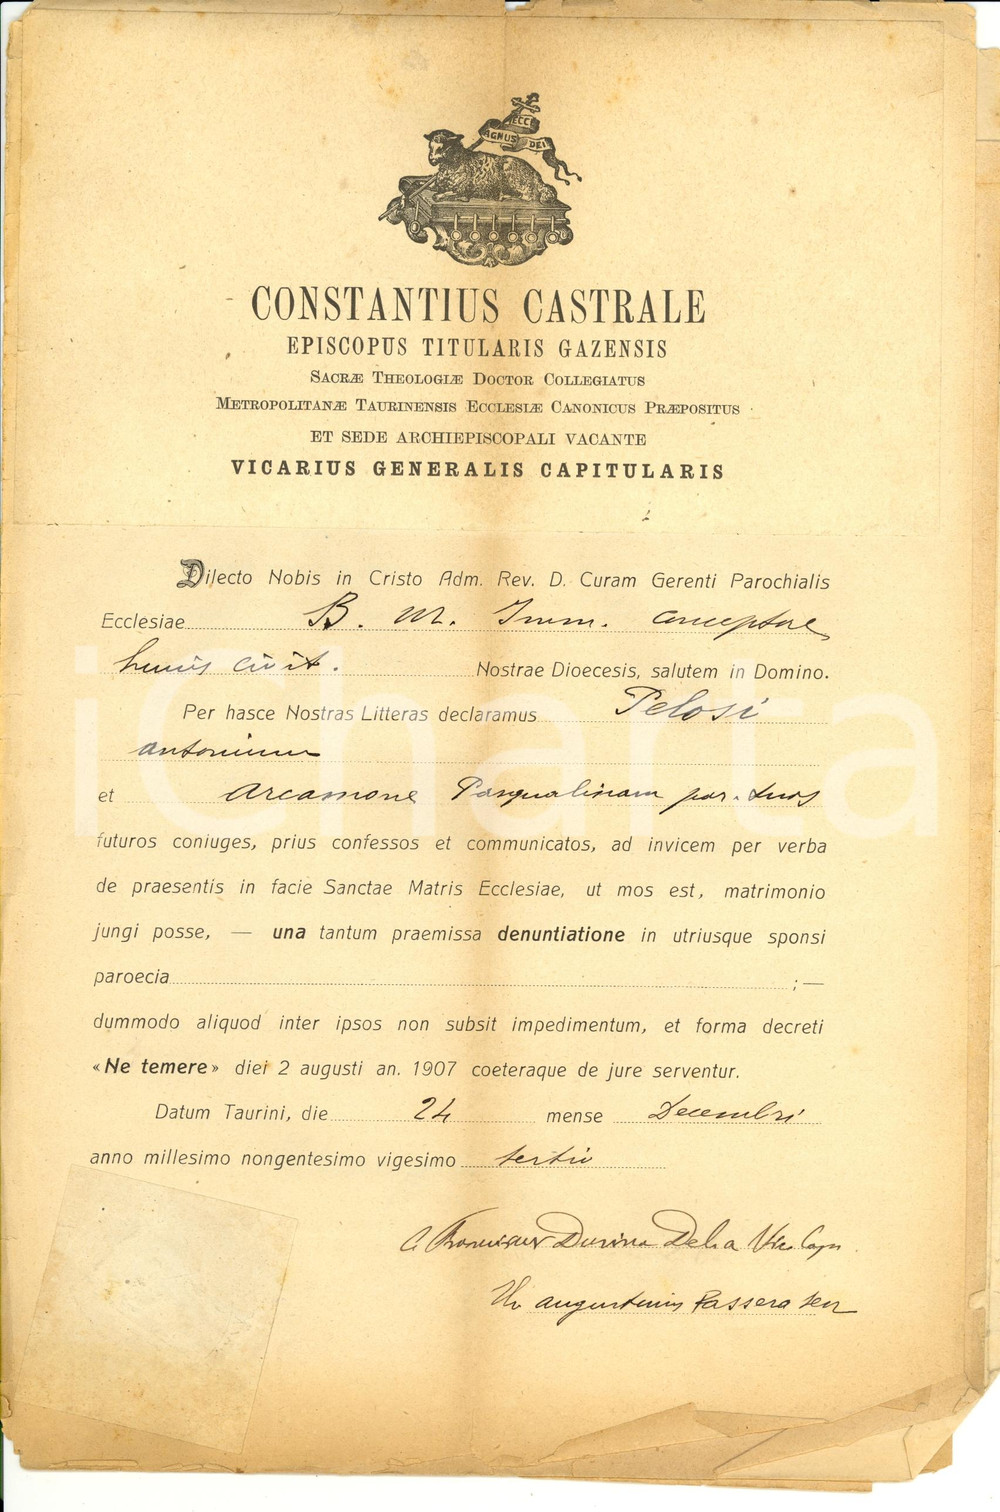 ECCE
AGNUS DEI
CONSTANTIUS CASTRALE
EPISCOPUS TITULARIS GAZENSIS
SACRÆ THEOLOGIÆ DOCTOR COLLEGIATUS
METROPOLITANÆ TAURINENSIS ECCLESIÆ CANONICUS PRÆPOSITUS
ET SEDE ARCHIEPISCOPALI VACANTE
VICARIUS GENERALIS CAPITULARIS
Dilecto Nobis in Cristo Adm. Rev. D. Curam Gerenti Parochialis
Ecclesiae B. M. Imm. Conceptae
huius civit. Nostrae Dioecesis, salutem in Domino.
Per hasce Nostras Litteras declaramus Pelosi
Antonium
et Arcamone Pasqualinam par. tuos
futuros coniuges, prius confessos et communicatos, ad invicem per verba
de praesentis in facie Sanctae Matris Ecclesiae, ut mos est, matrimonio
jungi posse, — una tantum praemissa denuntiatione in utriusque sponsi
paroecia ; —
dummodo aliquod inter ipsos non subsit impedimentum, et forma decreti
«Ne temere» diei 2 augusti an. 1907 coeteraque de jure serventur.
Datum Taurini, die 24 mense Decembri
anno millesimo nongentesimo vigesimo tertio
Duvina Delia Vic. Cap.
Augustinus Passera
iCharta